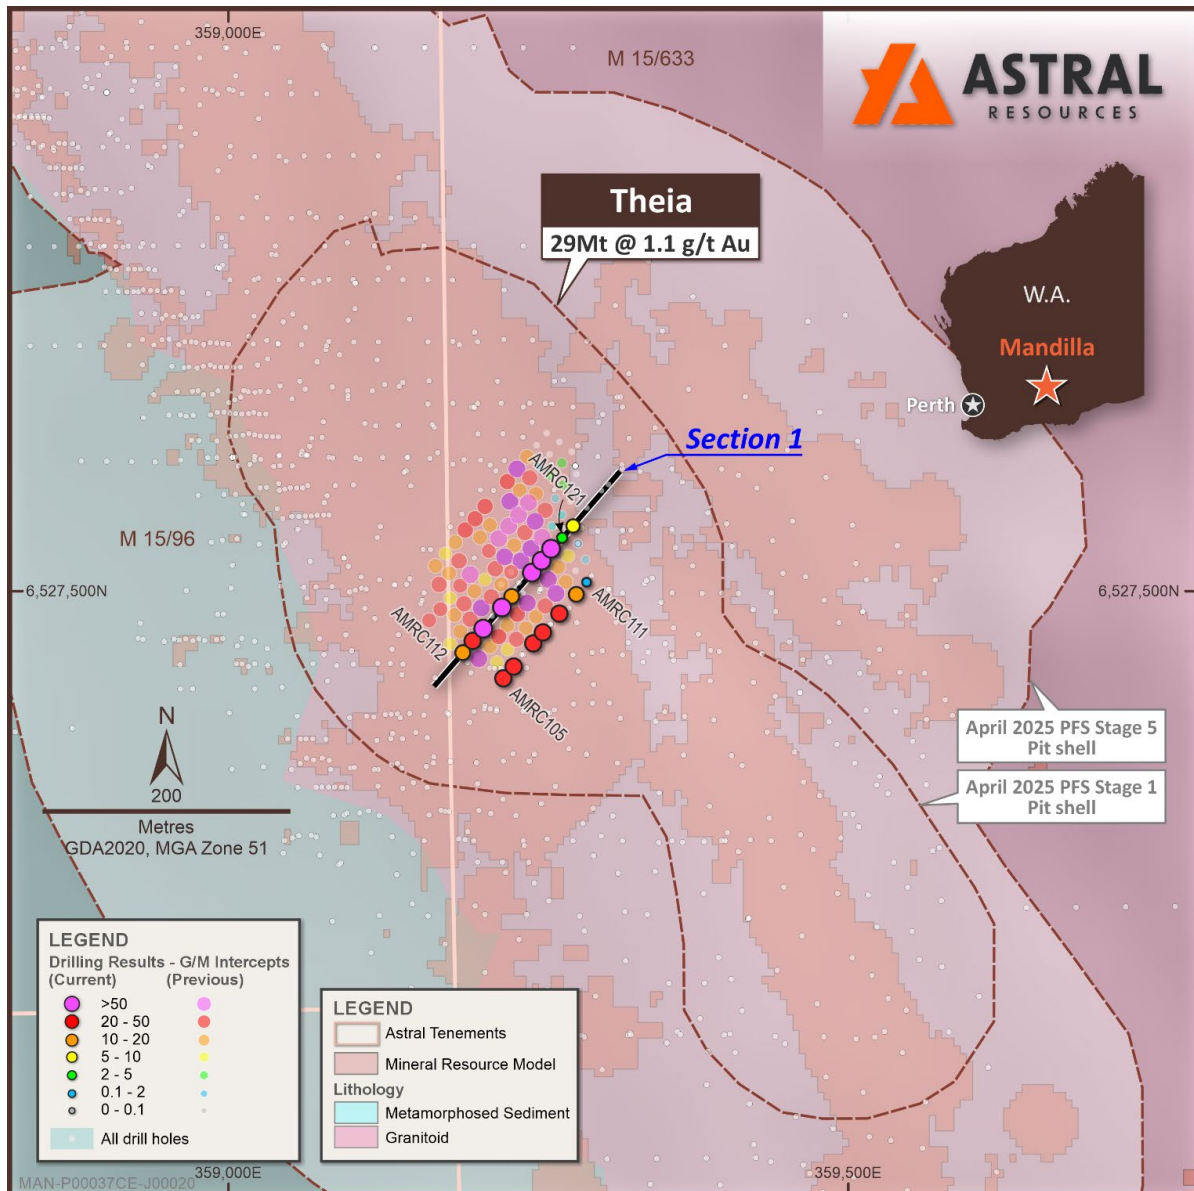 359,000E
M 15/633
ASTRAL
RESOURCES
Theia
29Mt @ 1.1 g/t Au
W.A.
Mandilla
Perth
Section 1
AMRC121
M 15/96
6,527,500N
6,527,500N
AMRC111
AMRC112
AMRC105
N
200
Metres
GDA2020, MGA Zone 51
April 2025 PFS Stage 5
Pit shell
April 2025 PFS Stage 1
Pit shell
LEGEND
Drilling Results - G/M Intercepts
(Current) (Previous)
>50
20 - 50
10 - 20
5 - 10
2 - 5
0.1 - 2
0 - 0.1
All drill holes
LEGEND
Astral Tenements
Mineral Resource Model
Lithology
Metamorphosed Sediment
Granitoid
359,000E
359,500E
MAN-P00037CE-J00020